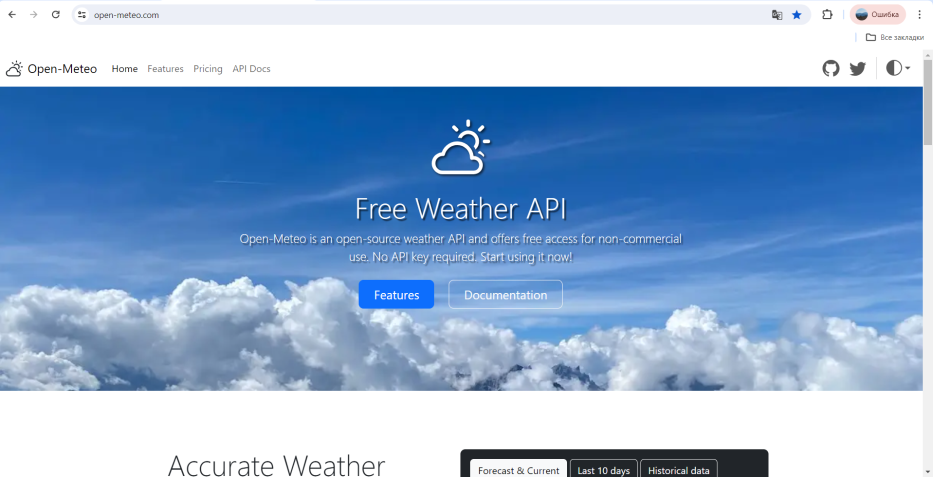 open-meteo.com
Ошибка
Все закладки
Open-Meteo Home Features Pricing API Docs
Free Weather API
Open-Meteo is an open-source weather API and offers free access for non-commercial
use. No API key required. Start using it now!
Features Documentation
Accurate Weather
Forecast & Current Last 10 days Historical data